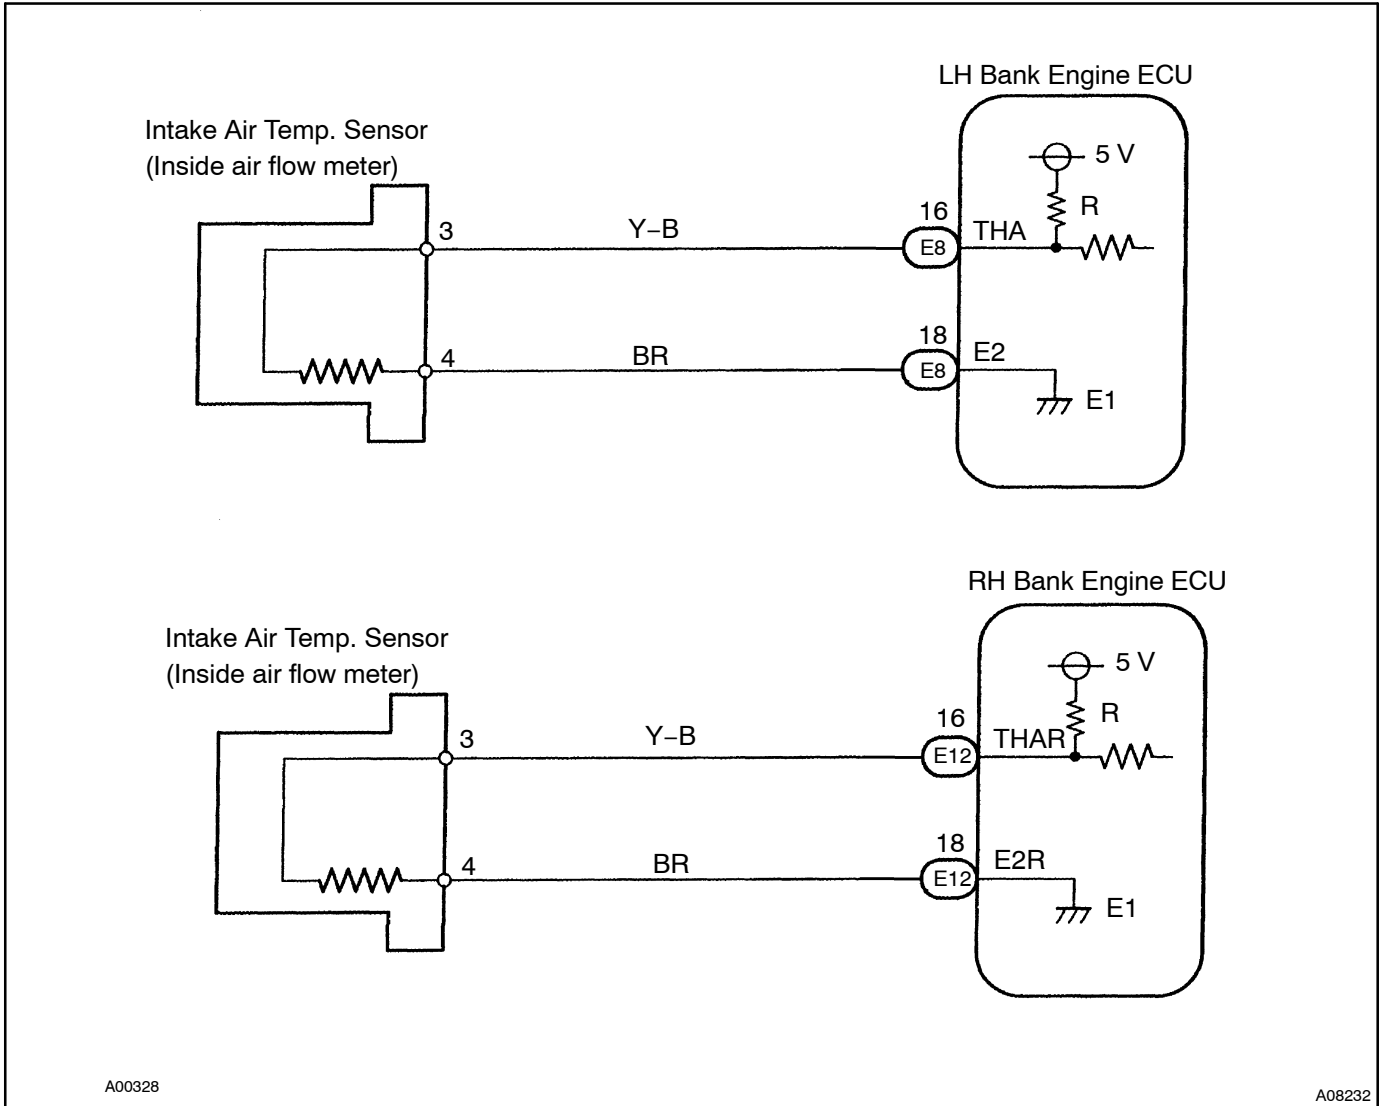 LH Bank Engine ECU
Intake Air Temp. Sensor
(Inside air flow meter)
5 V
R
3
Y–B
16
E8
THA
4
BR
18
E8
E2
E1
RH Bank Engine ECU
Intake Air Temp. Sensor
(Inside air flow meter)
5 V
R
3
Y–B
16
E12
THAR
4
BR
18
E12
E2R
E1
A00328
A08232